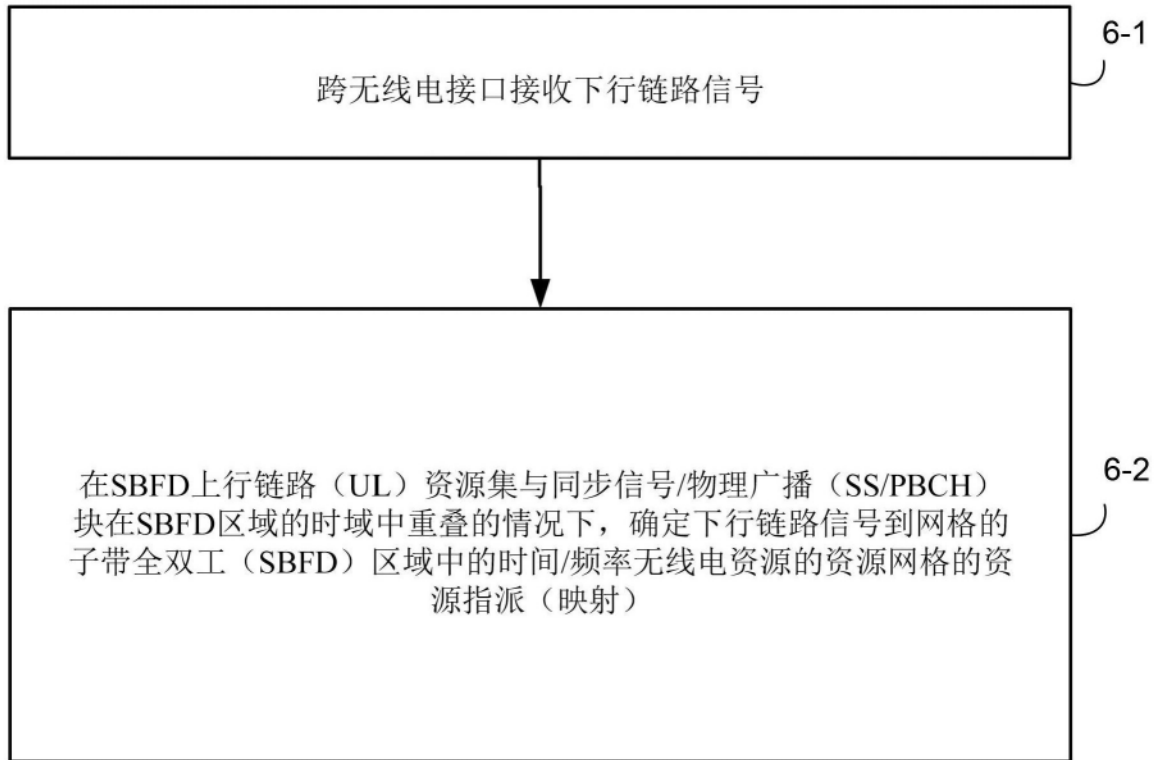 6-1
跨无线电接口接收下行链路信号
6-2
在SBFD上行链路（UL）资源集与同步信号/物理广播（SS/PBCH）
块在SBFD区域的时域中重叠的情况下，确定下行链路信号到网格的
子带全双工（SBFD）区域中的时间/频率无线电资源的资源网格的资
源指派（映射）